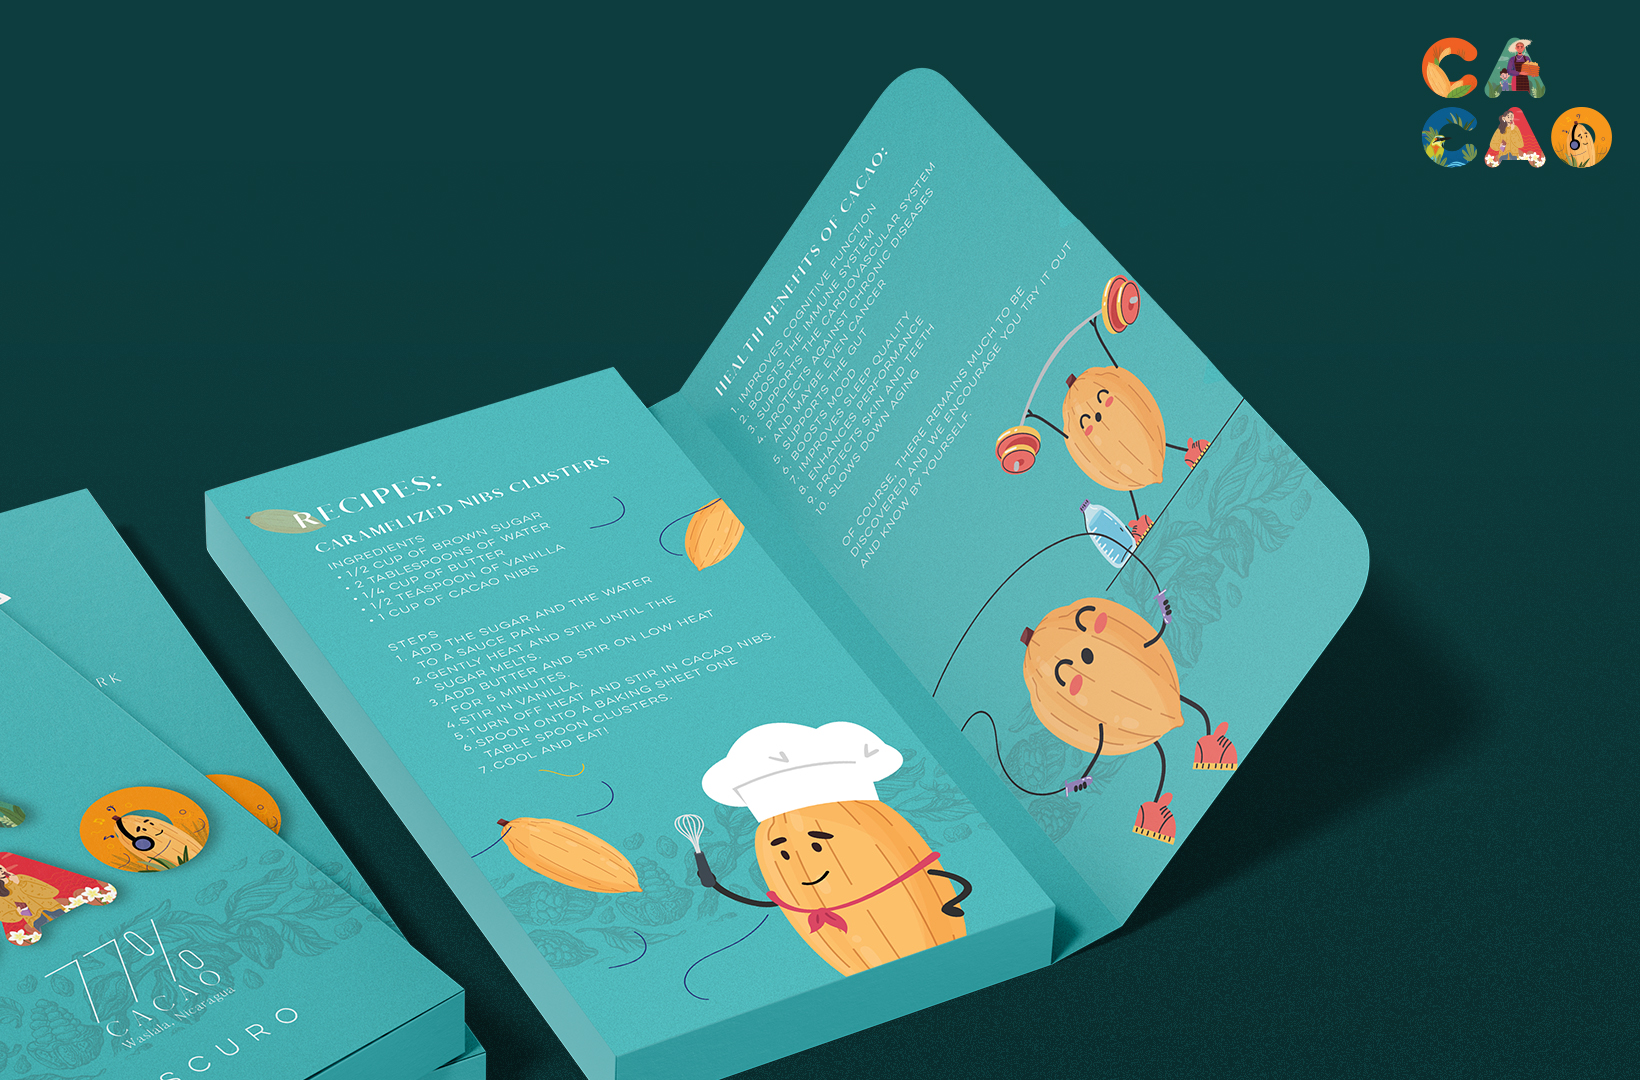 CA
CAO
HEALTH BENEFITS OF CACAO:
1. IMPROVES COGNITIVE FUNCTION
2. BOOSTS THE IMMUNE SYSTEM
3. SUPPORTS THE CARDIOVASCULAR SYSTEM
4. PROTECTS AGAINST CHRONIC DISEASES
AND MAYBE EVEN CANCER
5. SUPPORTS THE GUT
6. BOOSTS MOOD
7. IMPROVES SLEEP QUALITY
8. ENHANCES PERFORMANCE
9. PROTECTS SKIN AND TEETH
10. SLOWS DOWN AGING
OF COURSE, THERE REMAINS MUCH TO BE
DISCOVERED AND WE ENCOURAGE YOU TRY IT OUT
AND KNOW BY YOURSELF.
RECIPES:
CARAMELIZED NIBS CLUSTERS
INGREDIENTS
• 1/2 CUP OF BROWN SUGAR
• 2 TABLESPOONS OF WATER
• 1/4 CUP OF BUTTER
• 1/2 TEASPOON OF VANILLA
• 1 CUP OF CACAO NIBS
STEPS
1. ADD THE SUGAR AND THE WATER
TO A SAUCE PAN.
2. GENTLY HEAT AND STIR UNTIL THE
SUGAR MELTS.
3. ADD BUTTER AND STIR ON LOW HEAT
FOR 5 MINUTES.
4. STIR IN VANILLA.
5. TURN OFF HEAT AND STIR IN CACAO NIBS.
6. SPOON ONTO A BAKING SHEET ONE
TABLE SPOON CLUSTERS.
7. COOL AND EAT!
RK
AO
77%
CACAO
Waslala, Nicaragua
SCURO